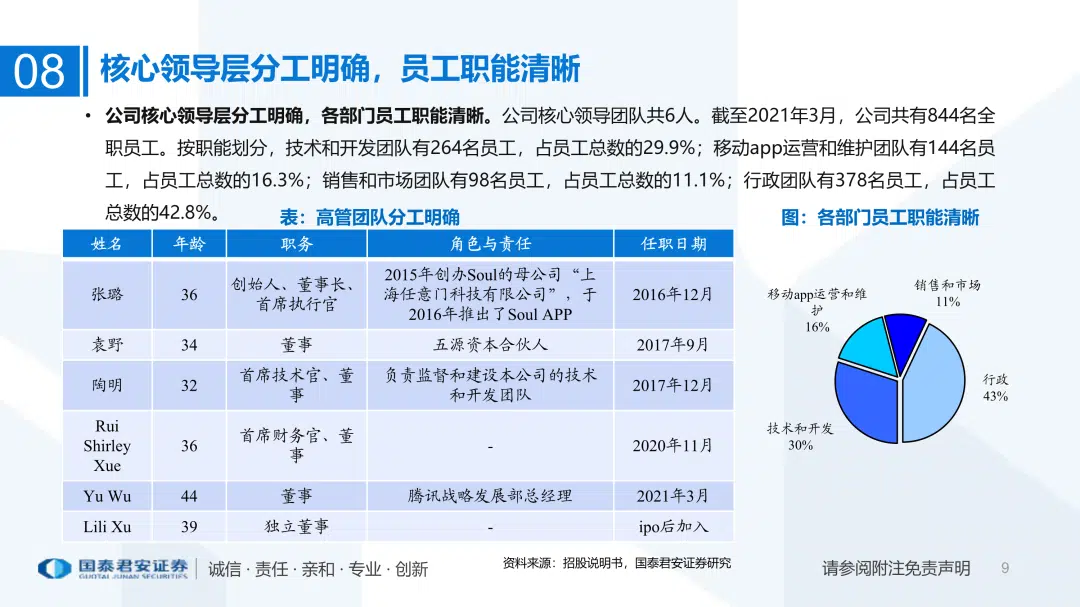 08
核心领导层分工明确，员工职能清晰
• 公司核心领导层分工明确，各部门员工职能清晰。公司核心领导团队共6人。截至2021年3月，公司共有844名全
职员工。按职能划分，技术和开发团队有264名员工，占员工总数的29.9%；移动app运营和维护团队有144名员
工，占员工总数的16.3%；销售和市场团队有98名员工，占员工总数的11.1%；行政团队有378名员工，占员工
总数的42.8%。
表：高管团队分工明确
姓名 年龄 职务 角色与责任 任职日期
张璐 36 创始人、董事长、
首席执行官 2015年创办Soul的母公司“上
海任意门科技有限公司”，于
2016年推出了Soul APP 2016年12月
袁野 34 董事 五源资本合伙人 2017年9月
陶明 32 首席技术官、董
事 负责监督和建设本公司的技术
和开发团队 2017年12月
Rui
Shirley
Xue 36 首席财务官、董
事 - 2020年11月
Yu Wu 44 董事 腾讯战略发展部总经理 2021年3月
Lili Xu 39 独立董事 - ipo后加入
图：各部门员工职能清晰
移动app运营和维
护
16%
销售和市场
11%
行政
43%
技术和开发
30%
国泰君安证券
GUOTAI JUNAN SECURITIES
诚信 · 责任 · 亲和 · 专业 · 创新
资料来源：招股说明书，国泰君安证券研究
请参阅附注免责声明
9